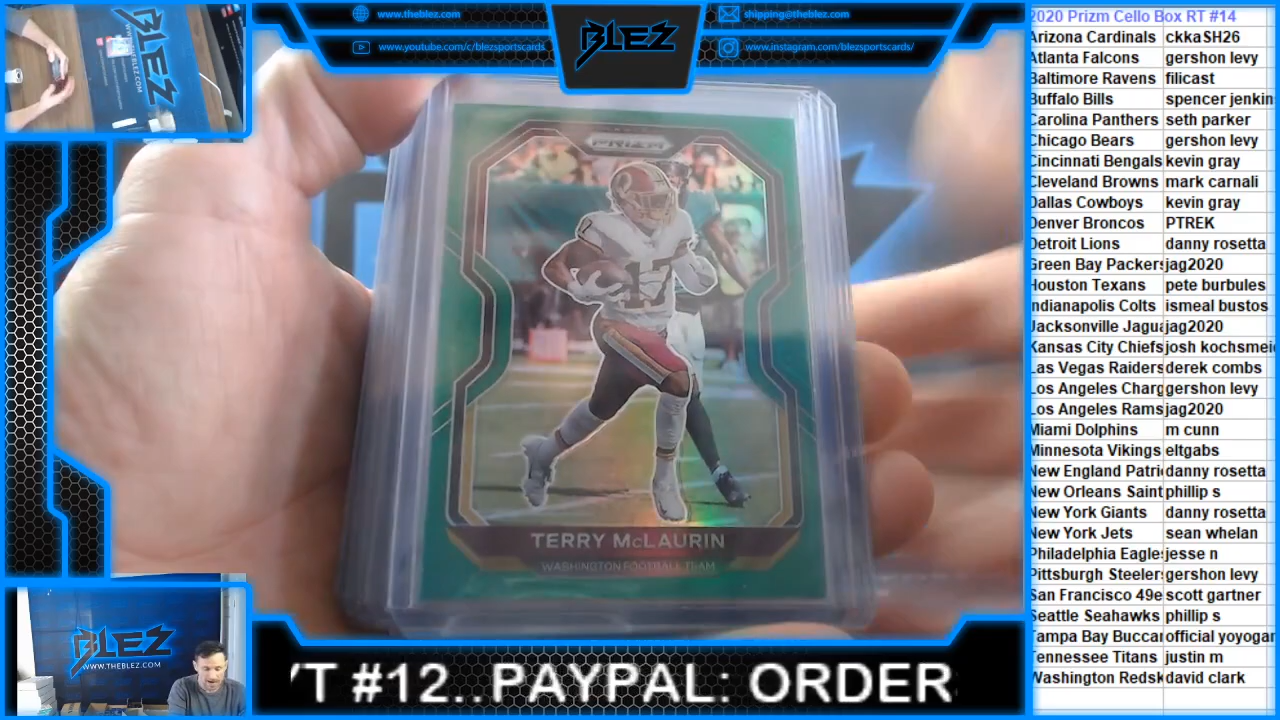 www.theblez.com
www.youtube.com/c/blezsportscards
BLEZ
shipping@theblez.com
www.instagram.com/blezsportscards/
BLEZ
PRIZM
17
TERRY McLAURIN
WASHINGTON FOOTBALL TEAM
BLEZ
WWW.THEBLEZ.COM
T #12..PAYPAL: ORDER
2020 Prizm Cello Box RT #14
Arizona Cardinals ckkaSH26
Atlanta Falcons gershon levy
Baltimore Ravens filicast
Buffalo Bills spencer jenkin
Carolina Panthers seth parker
Chicago Bears gershon levy
Cincinnati Bengals kevin gray
Cleveland Browns mark carnali
Dallas Cowboys kevin gray
Denver Broncos PTREK
Detroit Lions danny rosetta
Green Bay Packers jag2020
Houston Texans pete burbules
Indianapolis Colts ismeal bustos
Jacksonville Jagua jag2020
Kansas City Chiefs josh kochsmei
Las Vegas Raiders derek combs
Los Angeles Charg gershon levy
Los Angeles Rams jag2020
Miami Dolphins m cunn
Minnesota Vikings eltgabs
New England Patri danny rosetta
New Orleans Saint phillip s
New York Giants danny rosetta
New York Jets sean whelan
Philadelphia Eagle jesse n
Pittsburgh Steeler gershon levy
San Francisco 49e scott gartner
Seattle Seahawks phillip s
Tampa Bay Buccar official yoyogar
Tennessee Titans justin m
Washington Redsk david clark